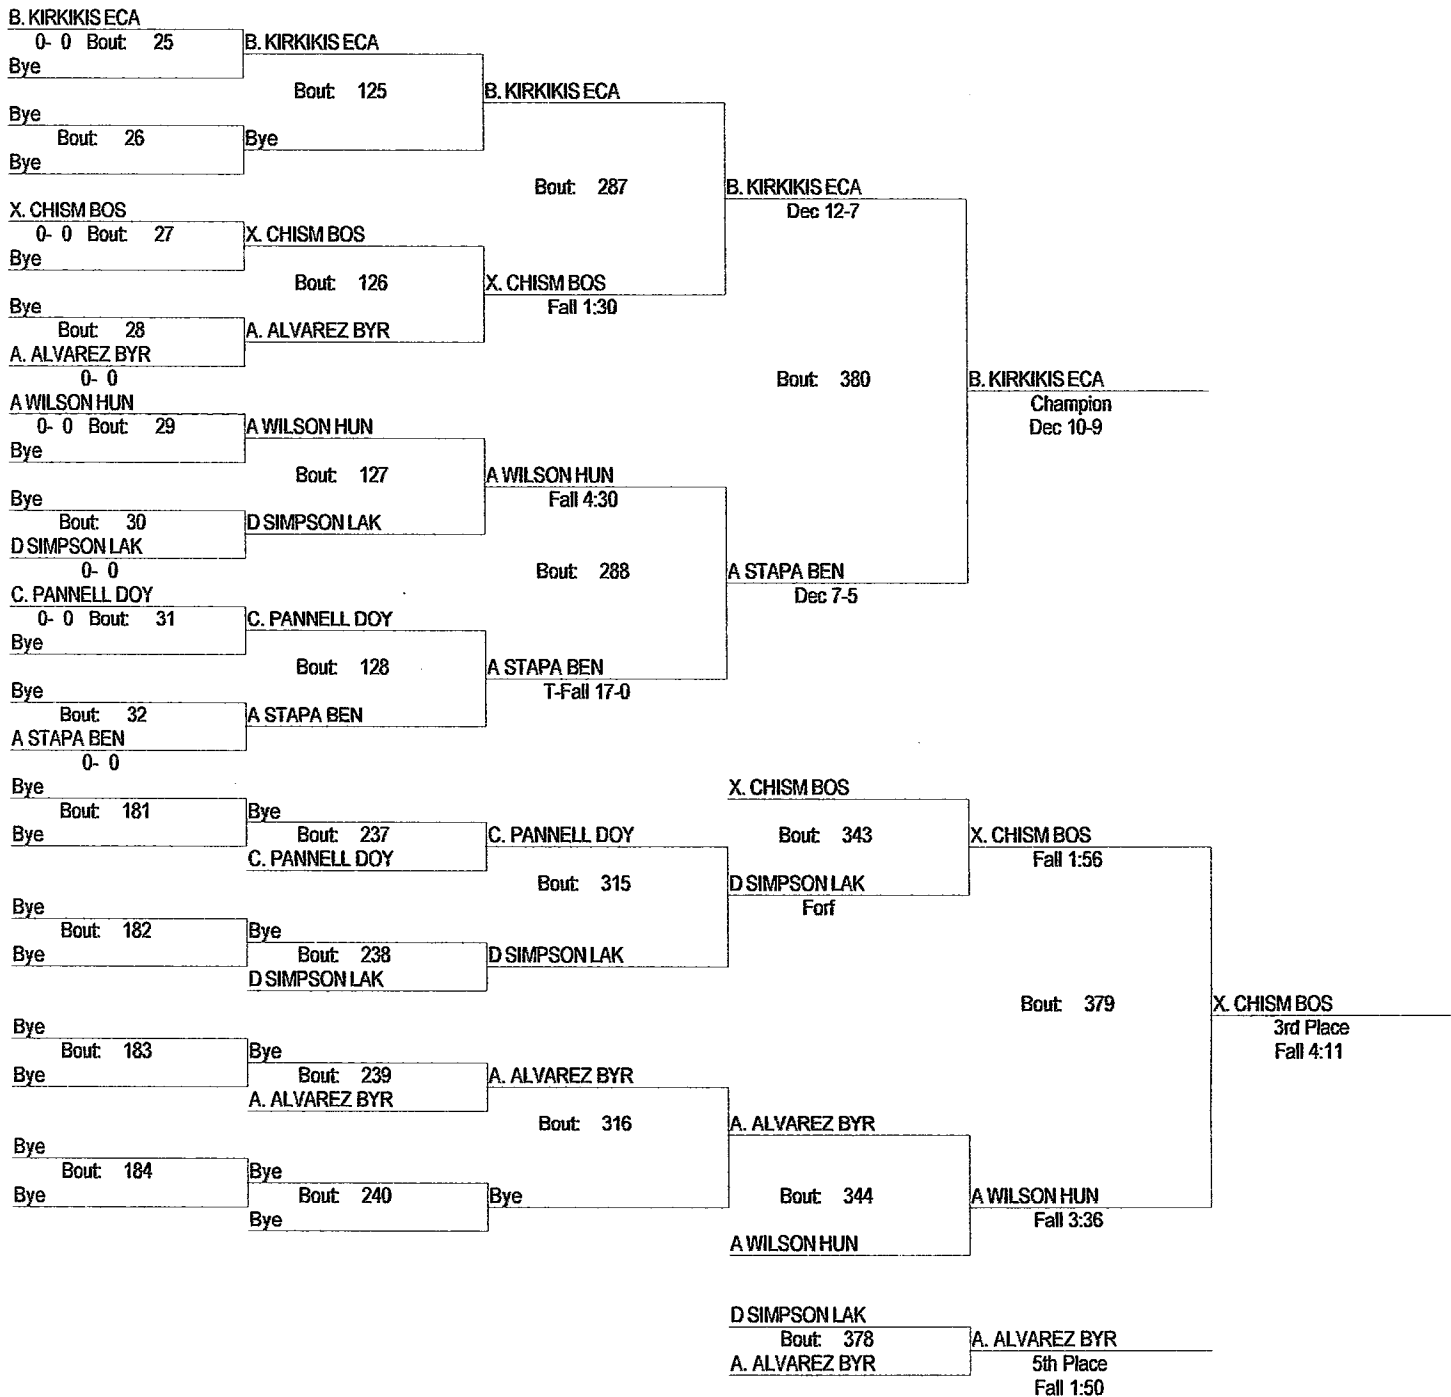 B. KIRKIKIS ECA
0- 0 Bout: 25
B. KIRKIKIS ECA
Bye
Bout: 125
B. KIRKIKIS ECA
Bye
Bout: 26
Bye
Bye
Bout: 287
B. KIRKIKIS ECA
Dec 12-7
X. CHISM BOS
0- 0 Bout: 27
X. CHISM BOS
Bye
Bout: 126
X. CHISM BOS
Fall 1:30
Bye
Bout: 28
A. ALVAREZ BYR
A. ALVAREZ BYR
0- 0
Bout: 380
B. KIRKIKIS ECA
Champion
Dec 10-9
A WILSON HUN
0- 0 Bout: 29
A WILSON HUN
Bye
Bout: 127
A WILSON HUN
Fall 4:30
Bye
Bout: 30
D SIMPSON LAK
D SIMPSON LAK
0- 0
Bout: 288
A STAPA BEN
Dec 7-5
C. PANNELL DOY
0- 0 Bout: 31
C. PANNELL DOY
Bye
Bout: 128
A STAPA BEN
T-Fall 17-0
Bye
Bout: 32
A STAPA BEN
A STAPA BEN
0- 0
Bye
Bout: 181
Bye
Bye
Bout: 237
C. PANNELL DOY
C. PANNELL DOY
X. CHISM BOS
Bout: 343
X. CHISM BOS
Fall 1:56
Bout: 315
D SIMPSON LAK
Forf
Bye
Bout: 182
Bye
Bye
Bout: 238
D SIMPSON LAK
D SIMPSON LAK
Bout: 379
X. CHISM BOS
3rd Place
Fall 4:11
Bye
Bout: 183
Bye
Bye
Bout: 239
A. ALVAREZ BYR
A. ALVAREZ BYR
Bout: 316
A. ALVAREZ BYR
Bye
Bout: 184
Bye
Bye
Bout: 240
Bye
Bye
Bout: 344
A WILSON HUN
Fall 3:36
A WILSON HUN
D SIMPSON LAK
Bout: 378
A. ALVAREZ BYR
A. ALVAREZ BYR
5th Place
Fall 1:50